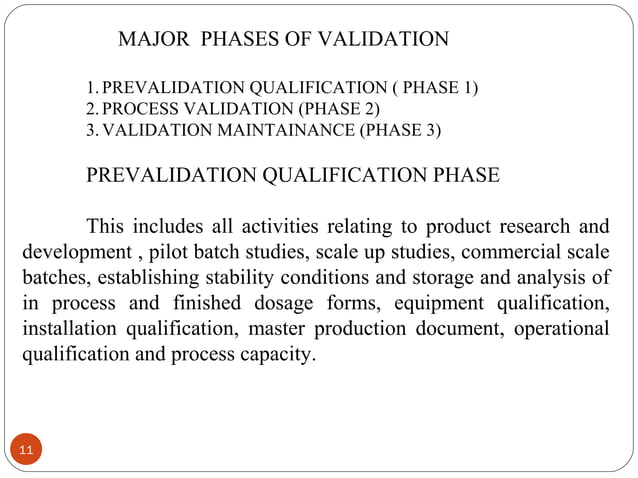 MAJOR PHASES OF VALIDATION
1. PREVALIDATION QUALIFICATION ( PHASE 1)
2. PROCESS VALIDATION (PHASE 2)
3. VALIDATION MAINTAINANCE (PHASE 3)
PREVALIDATION QUALIFICATION PHASE
This includes all activities relating to product research and
development , pilot batch studies, scale up studies, commercial scale
batches, establishing stability conditions and storage and analysis of
in process and finished dosage forms, equipment qualification,
installation qualification, master production document, operational
qualification and process capacity.
11